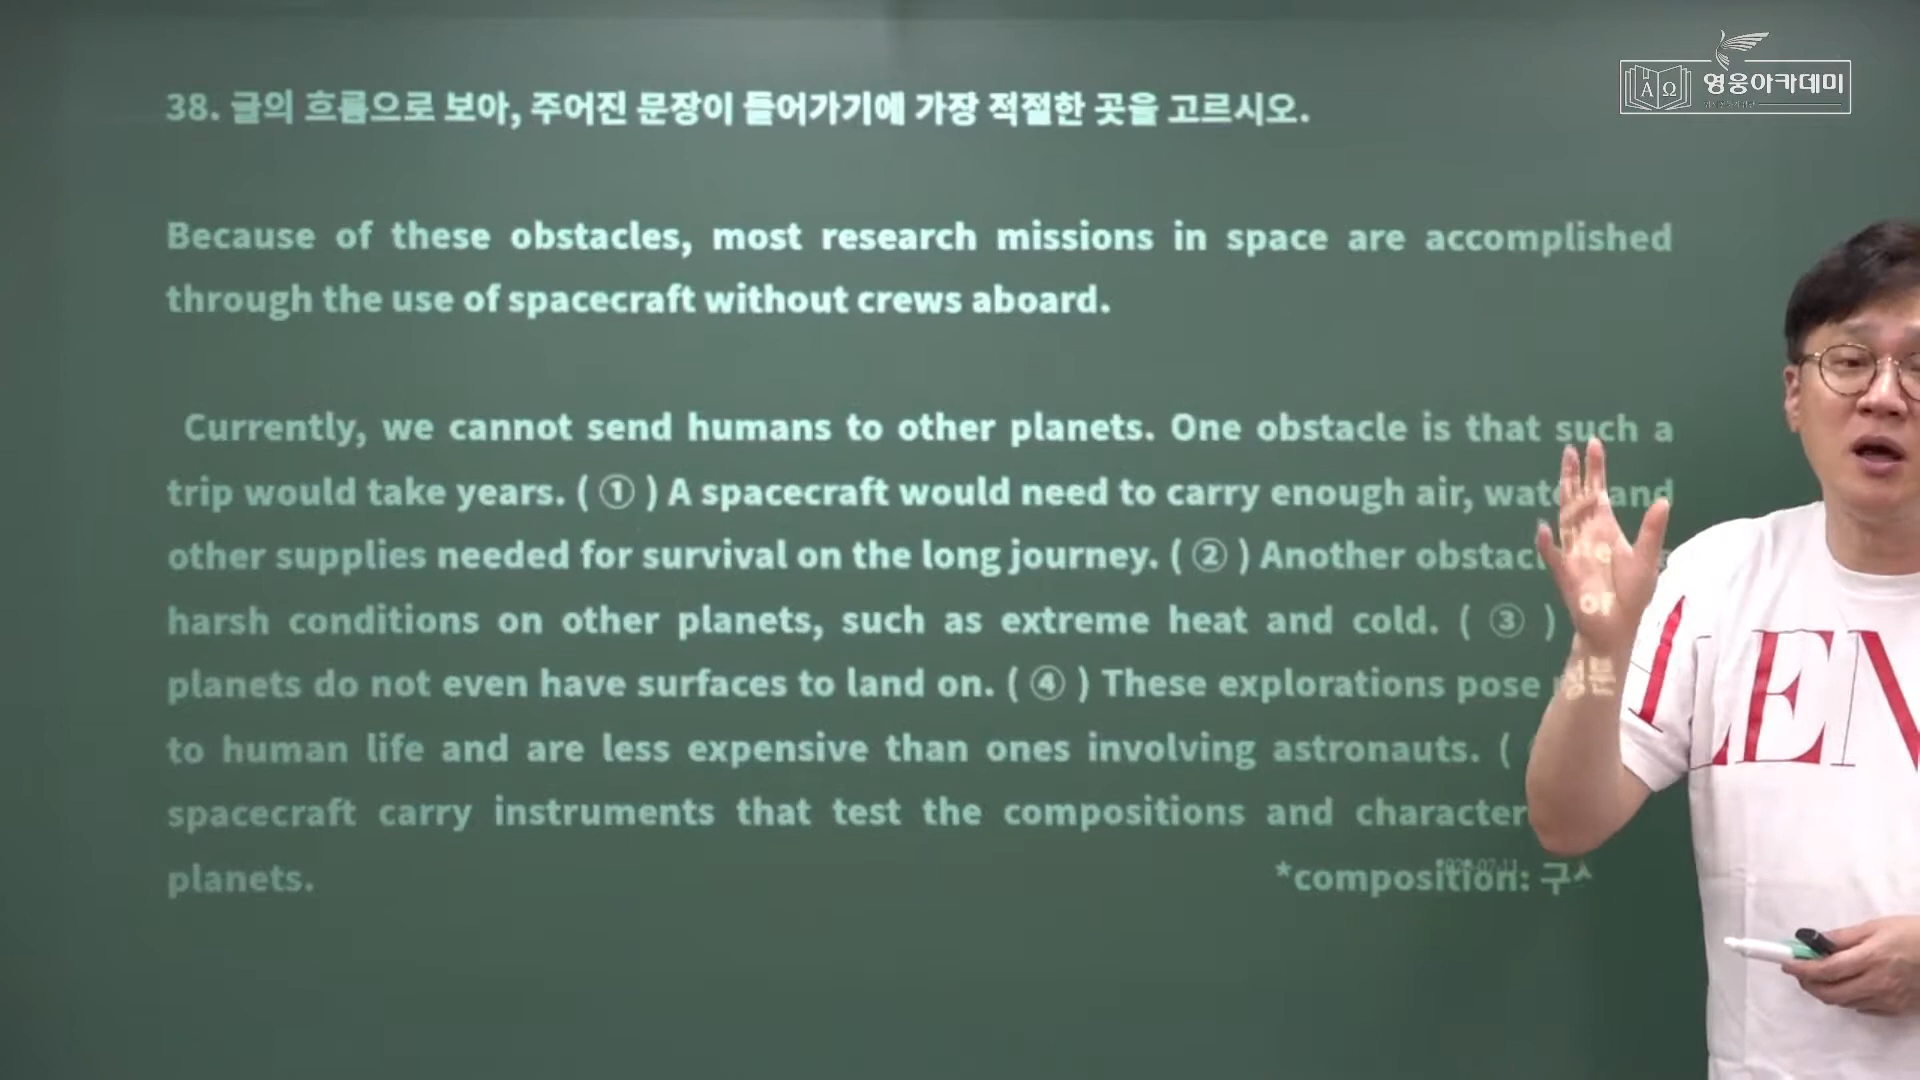 영웅아카데미
38. 글의 흐름으로 보아, 주어진 문장이 들어가기에 가장 적절한 곳을 고르시오.
Because of these obstacles, most research missions in space are accomplished
through the use of spacecraft without crews aboard.
Currently, we cannot send humans to other planets. One obstacle is that such a
trip would take years. ( ① ) A spacecraft would need to carry enough air, water and
other supplies needed for survival on the long journey. ( ② ) Another obstacle
harsh conditions on other planets, such as extreme heat and cold. ( ③ )
planets do not even have surfaces to land on. ( ④ ) These explorations pose
to human life and are less expensive than ones involving astronauts. (
spacecraft carry instruments that test the compositions and character
planets.
*composition: 구성
LEN